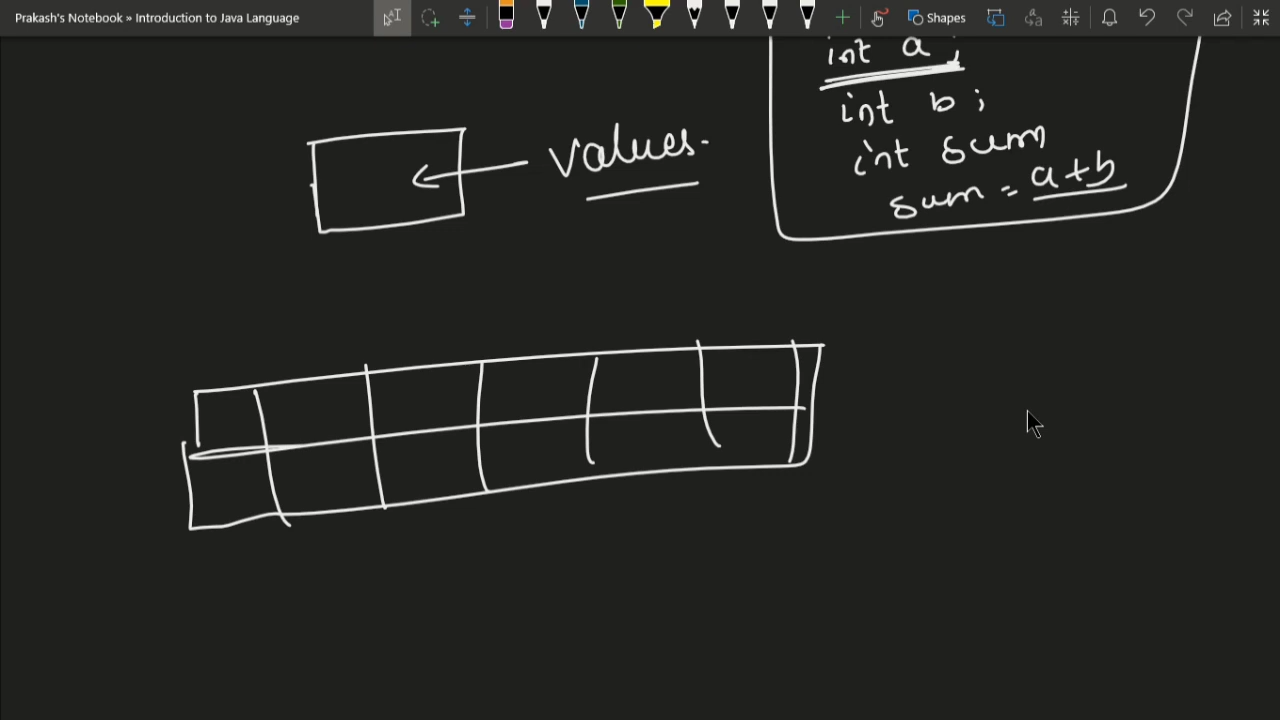 Prakash's Notebook » Introduction to Java Language
Shapes
int a ;
int b ;
int sum
sum = a+b
values.